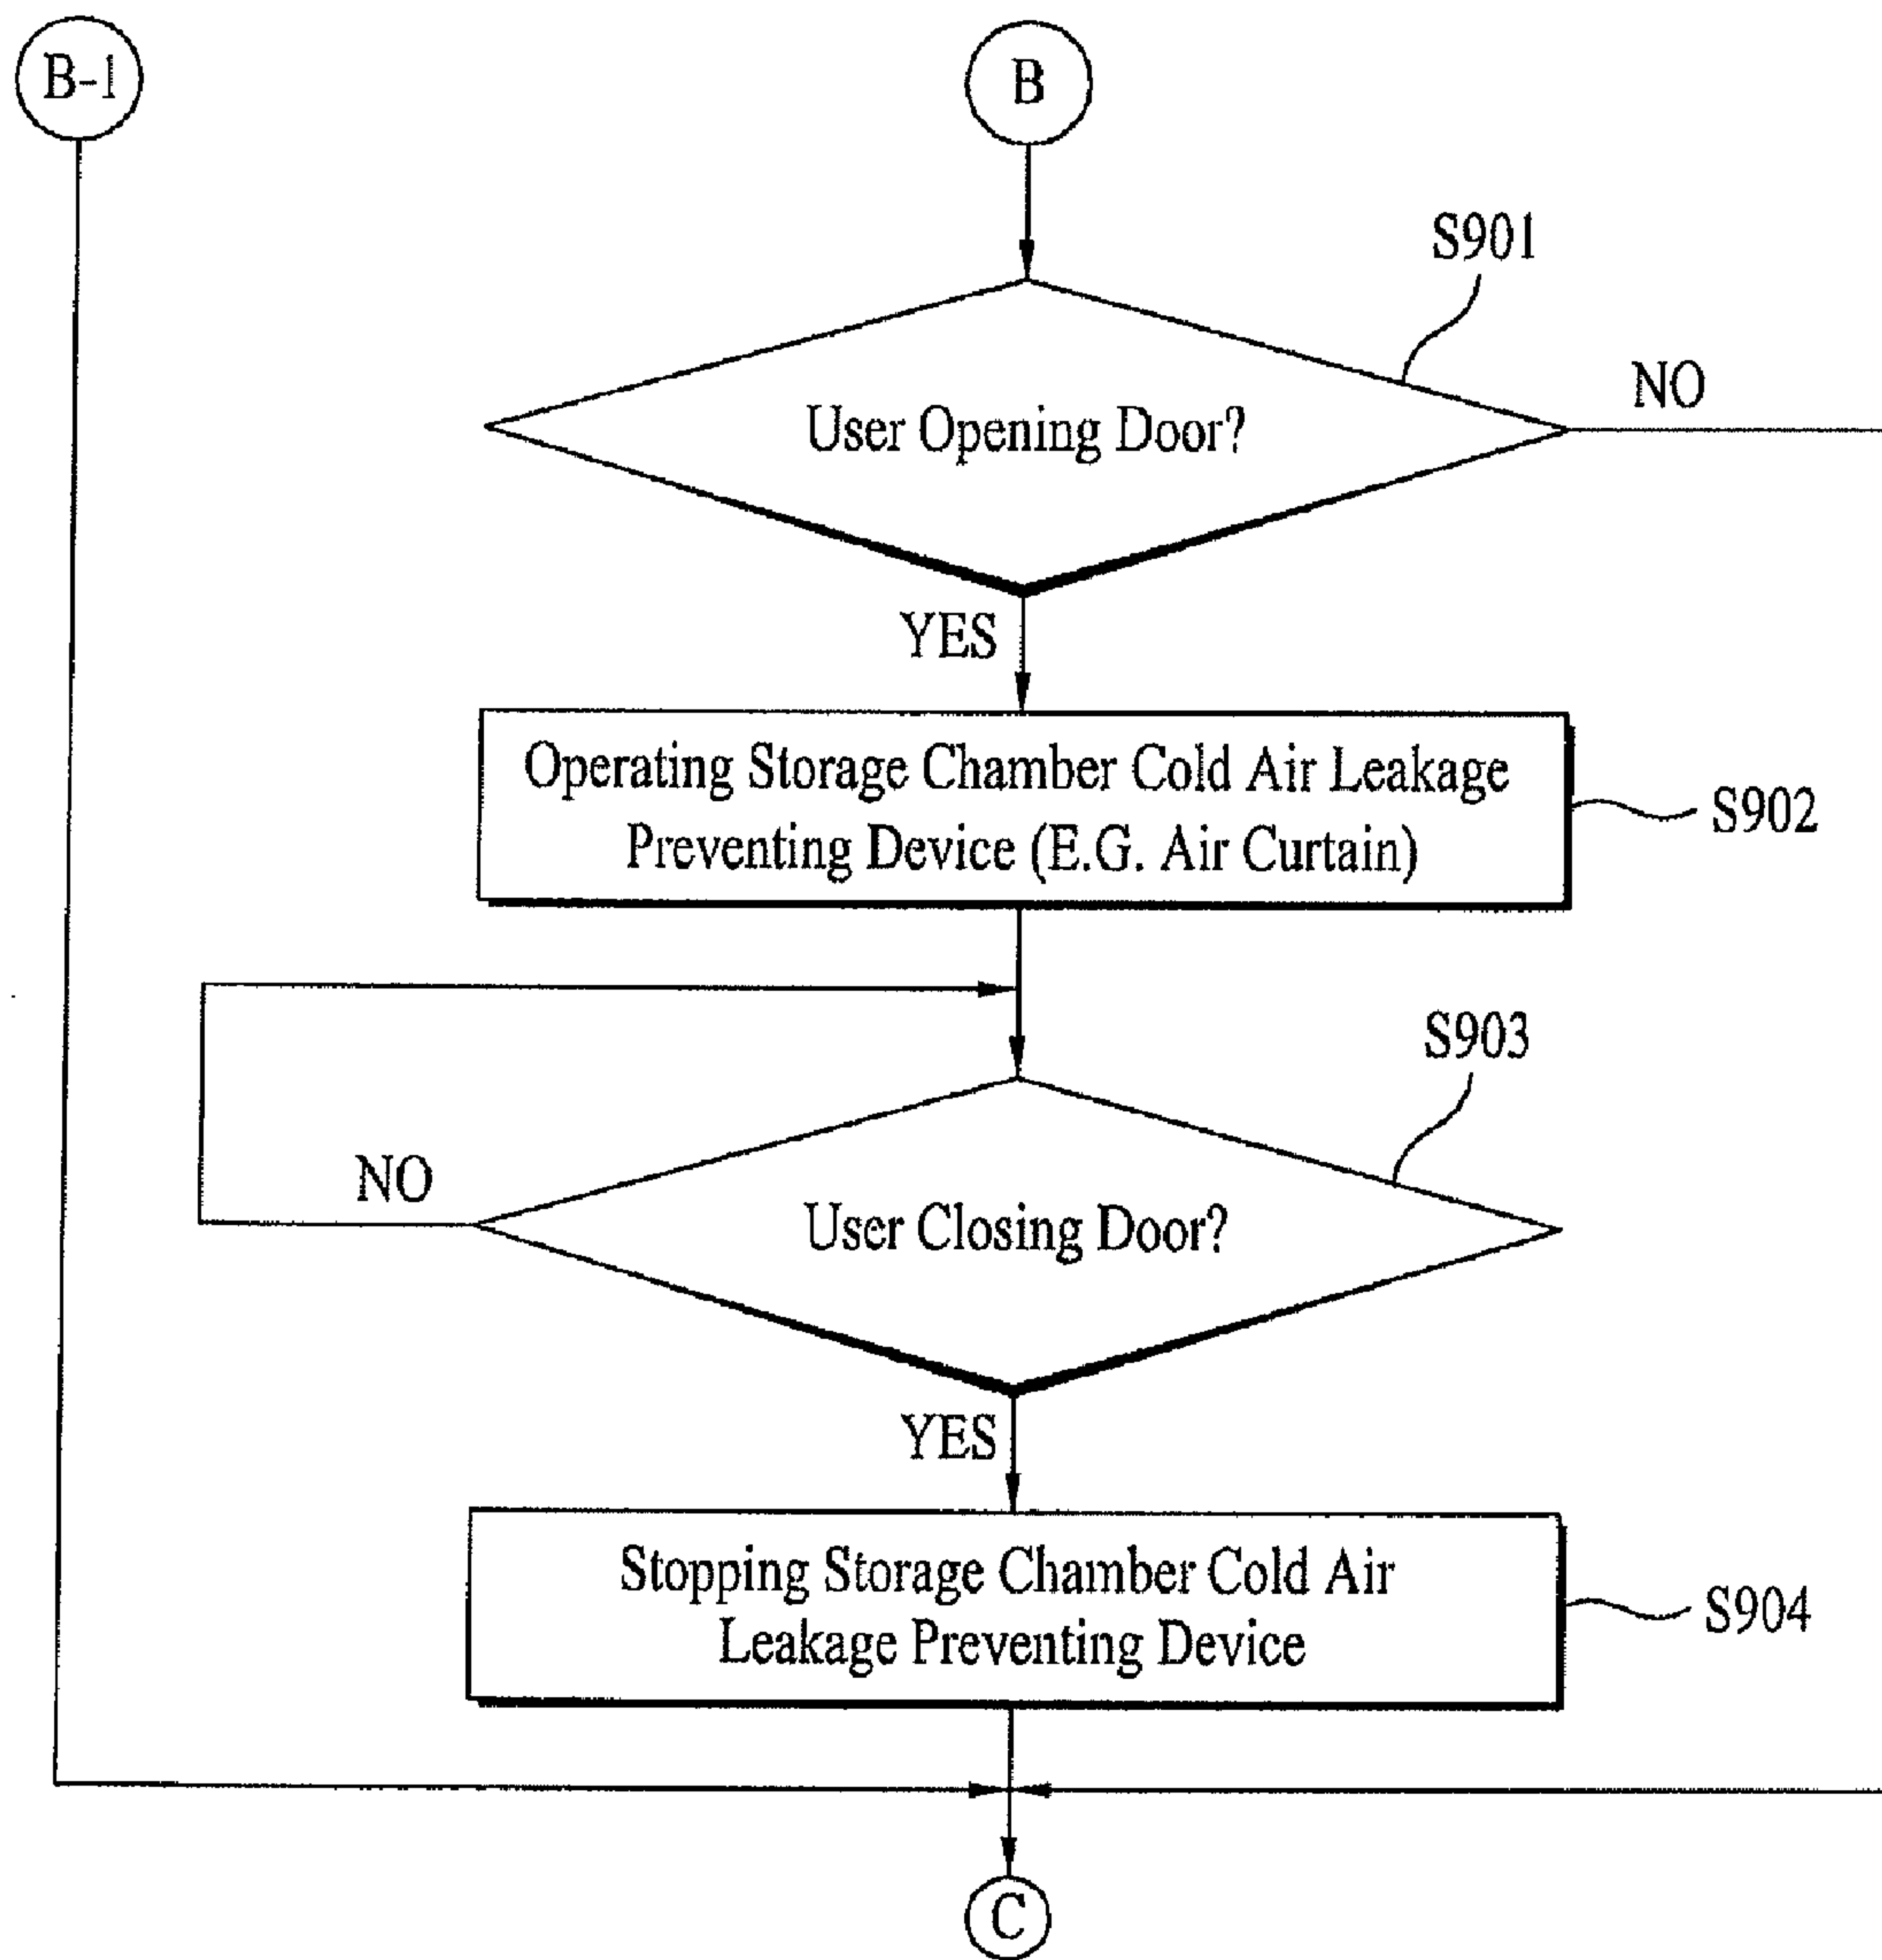 B-1
B
S901
NO
User Opening Door?
YES
Operating Storage Chamber Cold Air Leakage
Preventing Device (E.G. Air Curtain)
S902
S903
NO
User Closing Door?
YES
Stopping Storage Chamber Cold Air
Leakage Preventing Device
S904
C